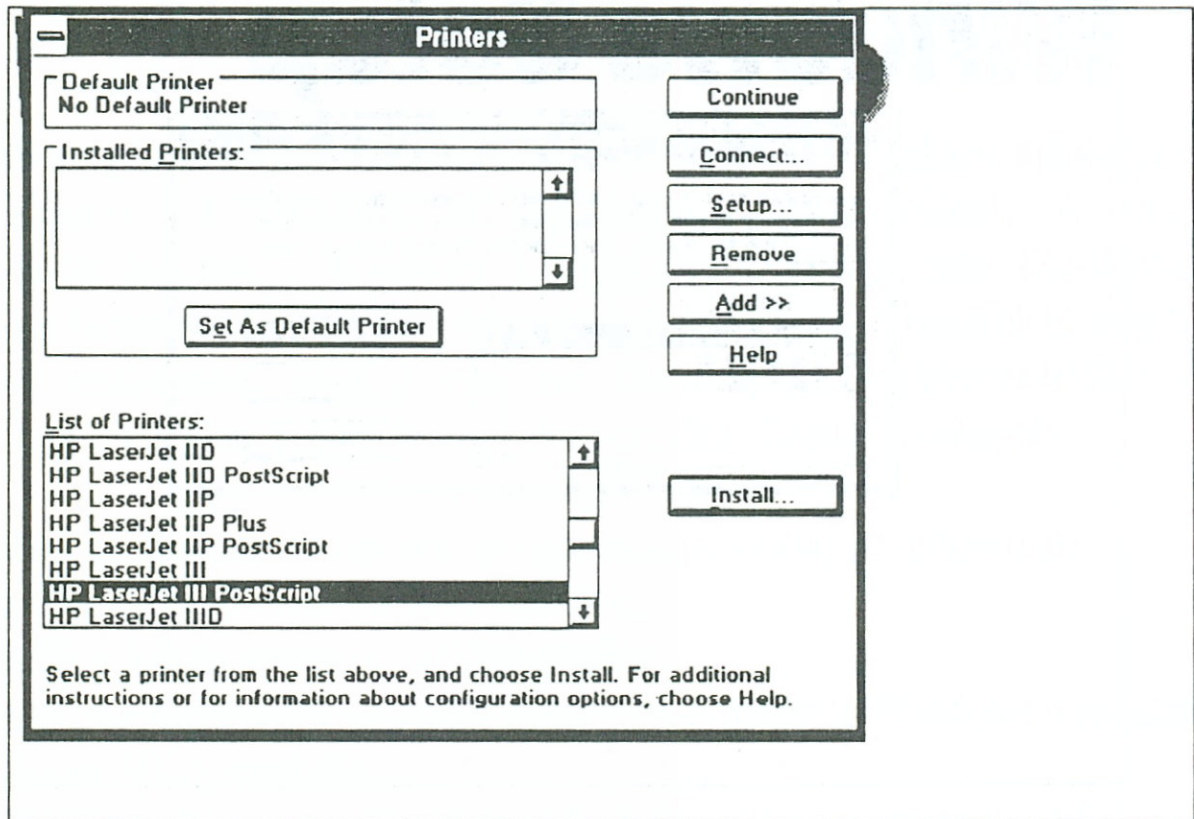 Printers
Default Printer
No Default Printer
Continue
Installed Printers:
Connect...
Setup...
Remove
Add >>
Set As Default Printer
Help
List of Printers:
HP LaserJet IID
HP LaserJet IID PostScript
HP LaserJet IIP
HP LaserJet IIP Plus
HP LaserJet IIP PostScript
HP LaserJet III
HP LaserJet III PostScript
HP LaserJet IIID
Install...
Select a printer from the list above, and choose Install. For additional
instructions or for information about configuration options, choose Help.